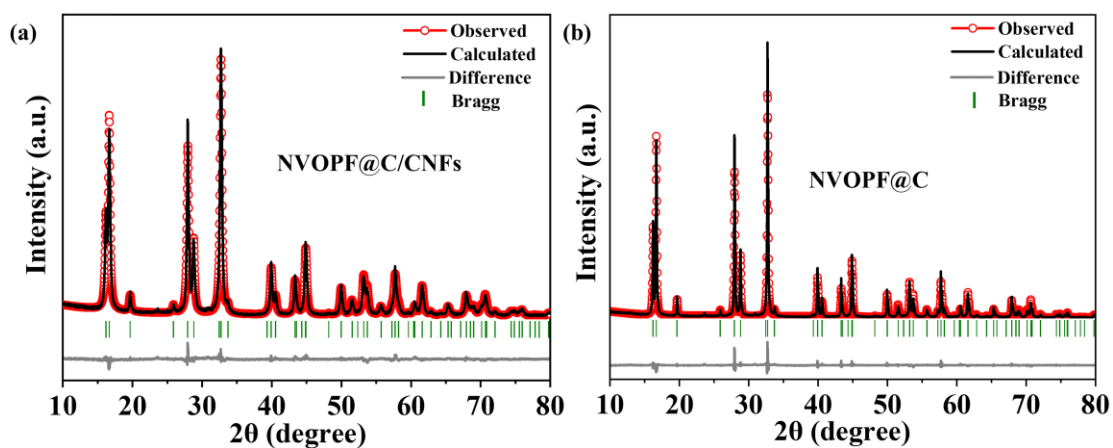 (a)
Observed
Calculated
Difference
Bragg
NVOPF@C/CNFs
Intensity (a.u.)
10 20 30 40 50 60 70 80
2θ (degree)
(b)
Observed
Calculated
Difference
Bragg
NVOPF@C
Intensity (a.u.)
10 20 30 40 50 60 70 80
2θ (degree)